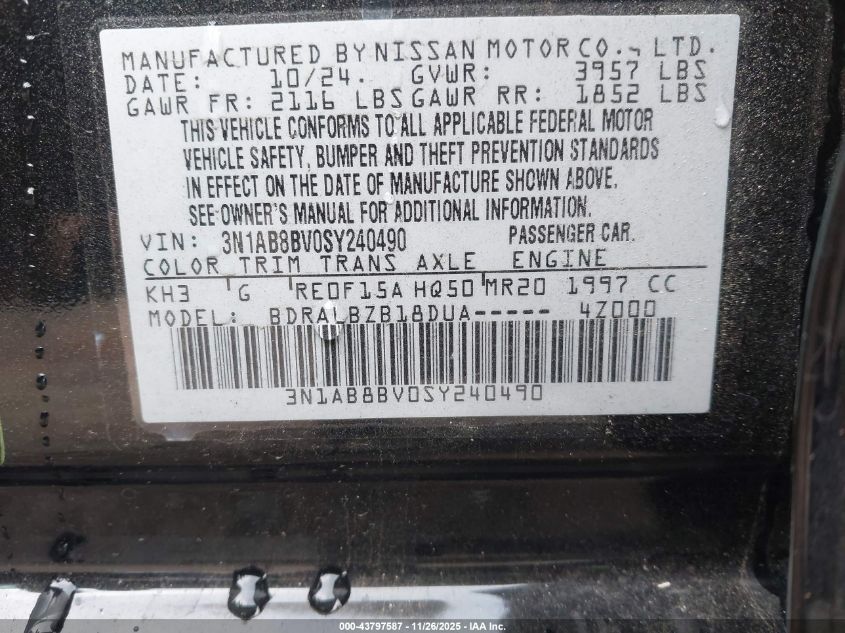 MANUFACTURED BY NISSAN MOTOR CO., LTD.
DATE: 10/24. GVWR: 3957 LBS
GAWR FR: 2116 LBS GAWR RR: 1852 LBS
THIS VEHICLE CONFORMS TO ALL APPLICABLE FEDERAL MOTOR
VEHICLE SAFETY, BUMPER AND THEFT PREVENTION STANDARDS
IN EFFECT ON THE DATE OF MANUFACTURE SHOWN ABOVE.
SEE OWNER'S MANUAL FOR ADDITIONAL INFORMATION.
VIN: 3N1AB8BV0SY240490 PASSENGER CAR.
COLOR TRIM TRANS AXLE ENGINE
KH3 G RE0F15A HQ50 MR20 1997 CC
MODEL: BDRALBZB18DUA----- 4Z000
3N1AB8BV0SY240490
000-43797587 - 11/26/2025 - IAA Inc.